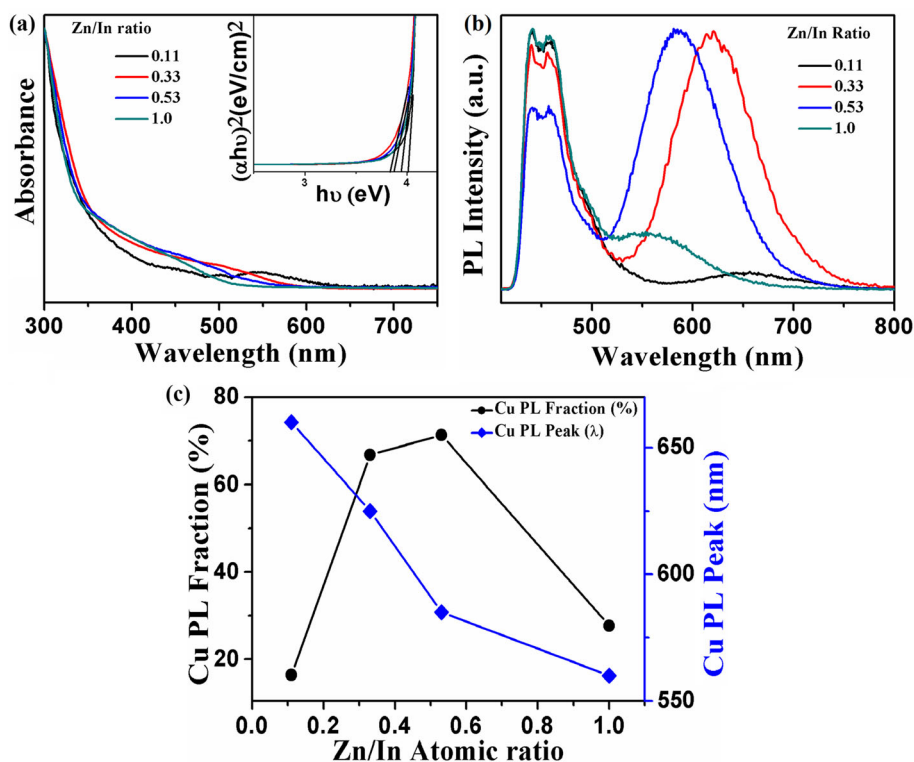 (a)
Zn/In ratio
0.11
0.33
0.53
1.0
Absorbance
300 400 500 600 700
Wavelength (nm)
(αhυ)2(eV/cm)2
3 4
hυ (eV)
(b)
Zn/In Ratio
0.11
0.33
0.53
1.0
PL Intensity (a.u.)
500 600 700 800
Wavelength (nm)
(c)
Cu PL Fraction (%)
Cu PL Peak (λ)
Cu PL Fraction (%)
80
60
40
20
0.0 0.2 0.4 0.6 0.8 1.0
Zn/In Atomic ratio
650
600
550
Cu PL Peak (nm)